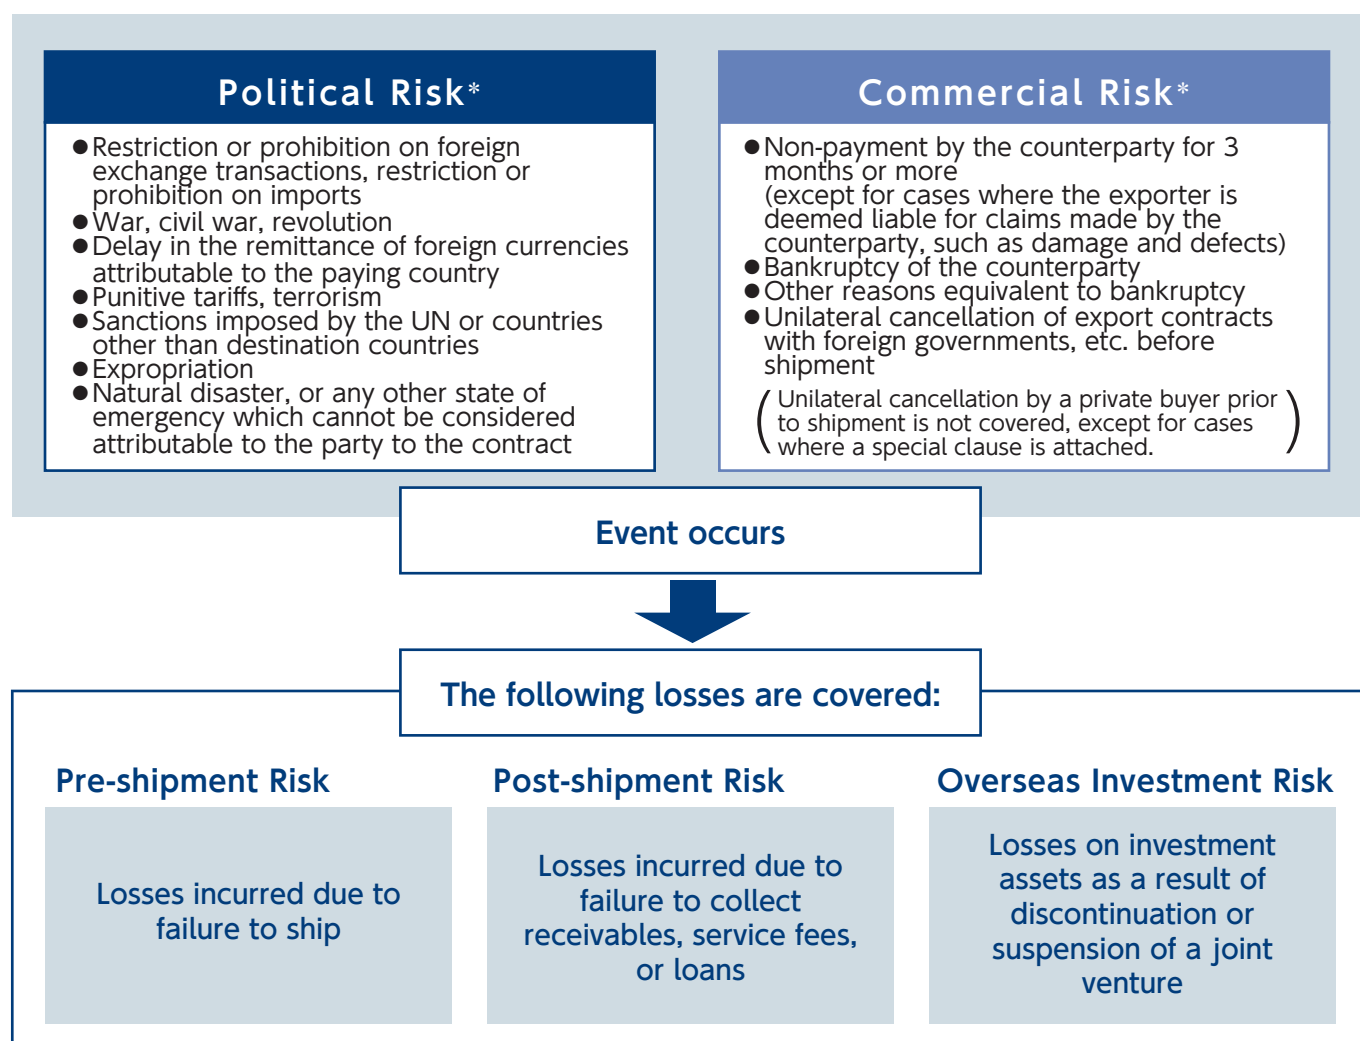 Political Risk*
● Restriction or prohibition on foreign
exchange transactions, restriction or
prohibition on imports
● War, civil war, revolution
● Delay in the remittance of foreign currencies
attributable to the paying country
● Punitive tariffs, terrorism
● Sanctions imposed by the UN or countries
other than destination countries
● Expropriation
● Natural disaster, or any other state of
emergency which cannot be considered
attributable to the party to the contract
Commercial Risk*
● Non-payment by the counterparty for 3
months or more
(except for cases where the exporter is
deemed liable for claims made by the
counterparty, such as damage and defects)
● Bankruptcy of the counterparty
● Other reasons equivalent to bankruptcy
● Unilateral cancellation of export contracts
with foreign governments, etc. before
shipment
(Unilateral cancellation by a private buyer prior
to shipment is not covered, except for cases
where a special clause is attached.)
Event occurs
The following losses are covered:
Pre-shipment Risk
Losses incurred due to
failure to ship
Post-shipment Risk
Losses incurred due to
failure to collect
receivables, service fees,
or loans
Overseas Investment Risk
Losses on investment
assets as a result of
discontinuation or
suspension of a joint
venture